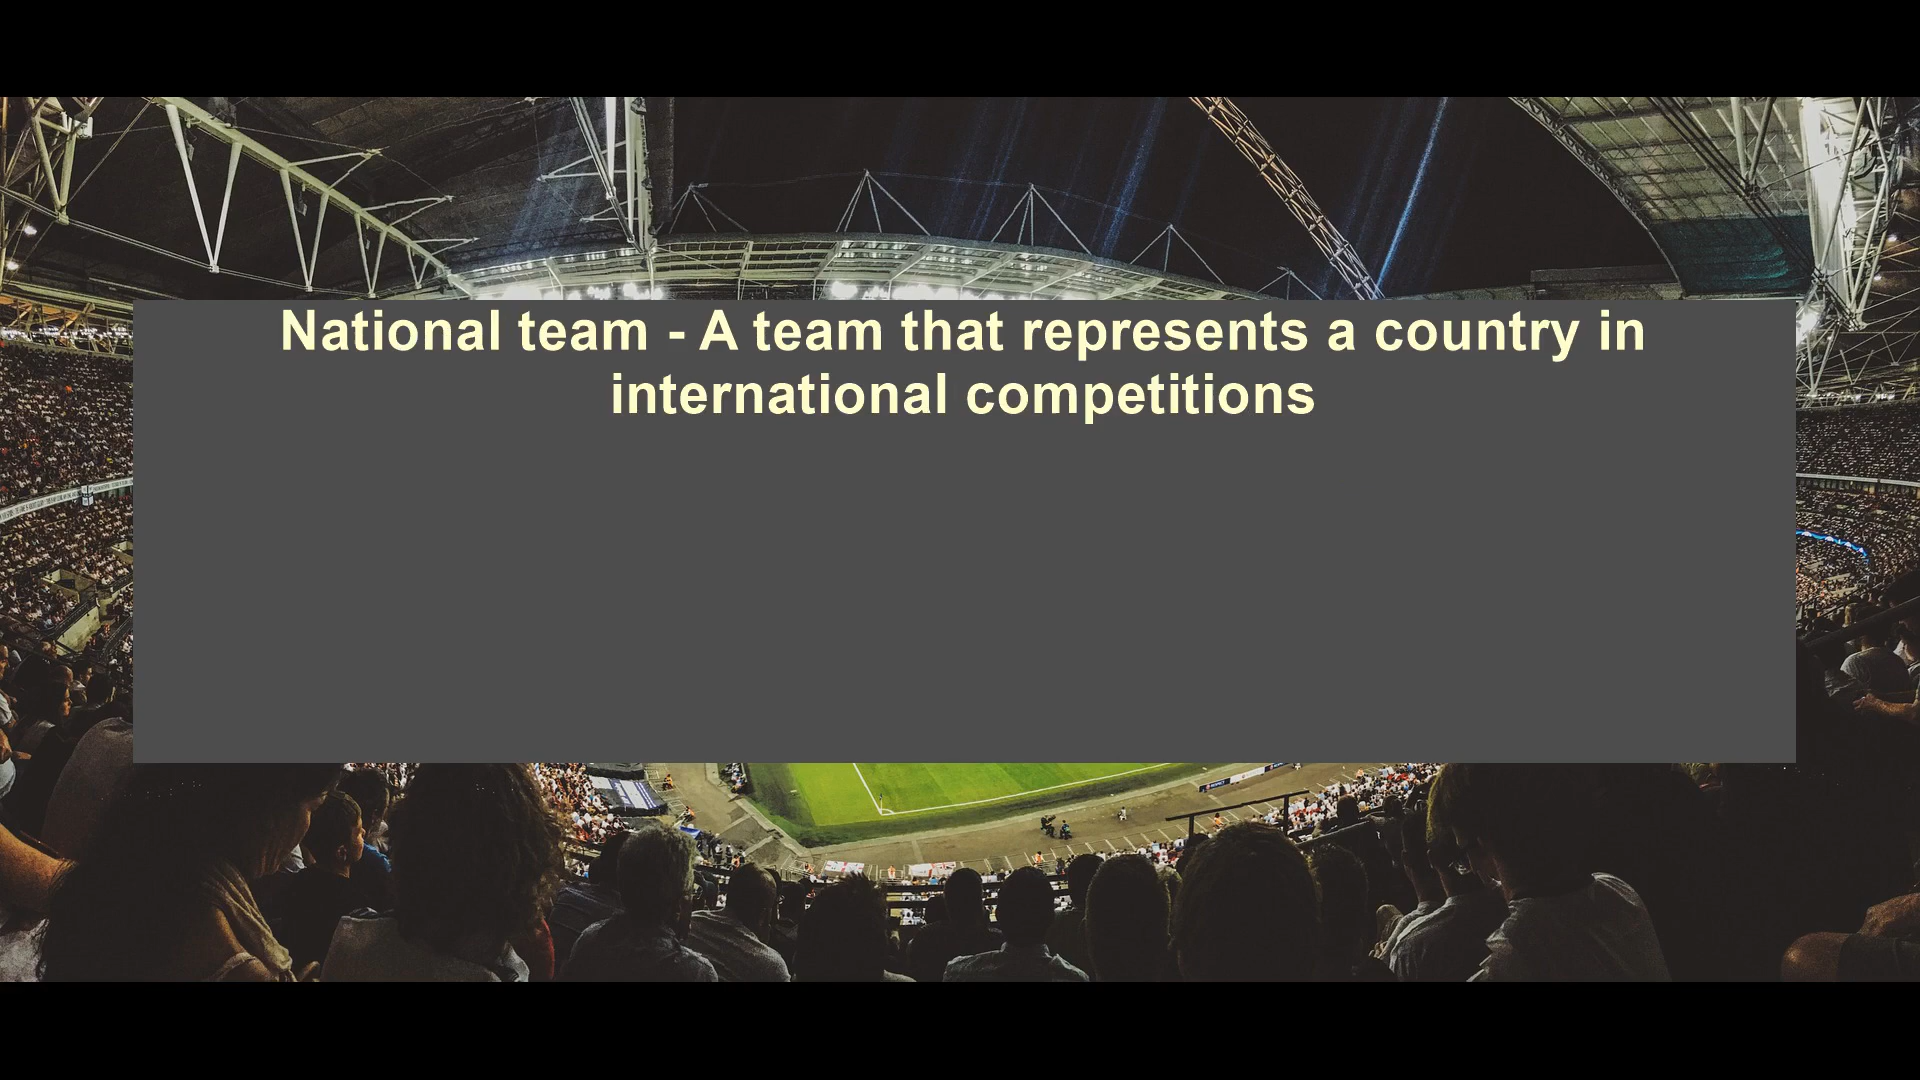 National team - A team that represents a country in
international competitions